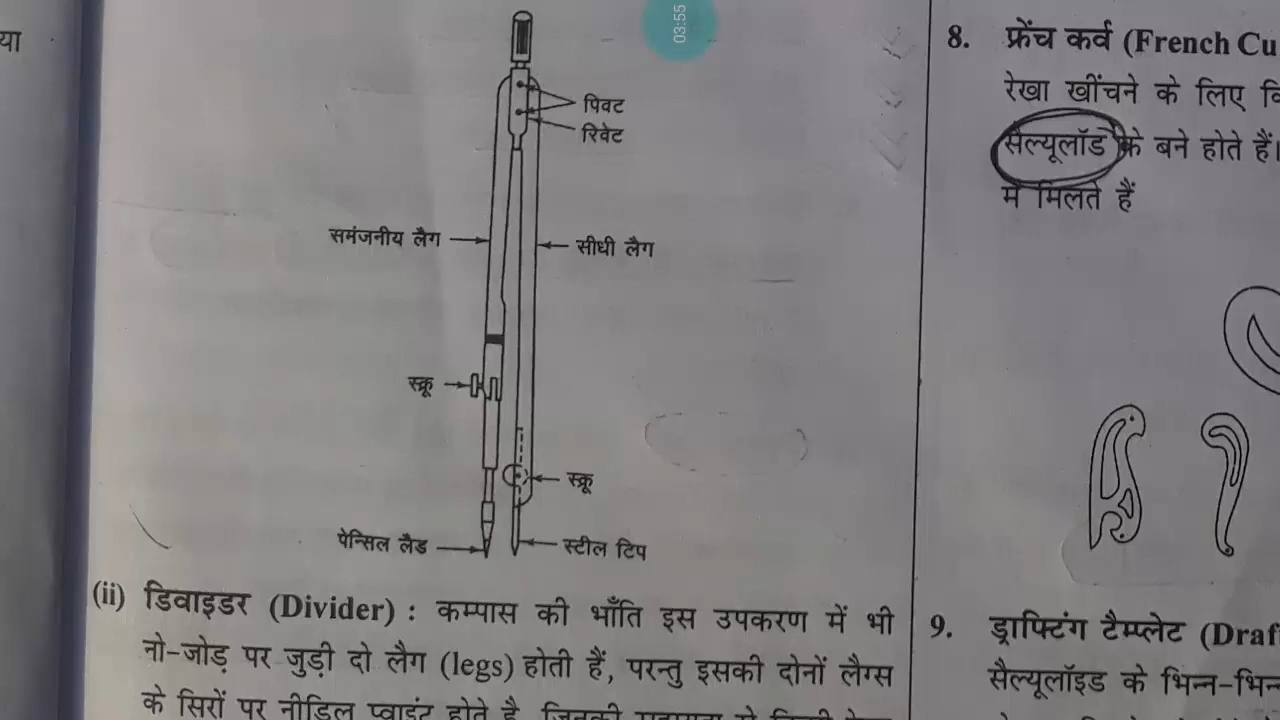 या
03:55
पिवट
रिवेट
समंजनीय लैग
सीधी लैग
स्क्रू
स्क्रू
पेन्सिल लैड
स्टील टिप
(ii) डिवाइडर (Divider) : कम्पास की भाँति इस उपकरण में भी
नो-जोड़ पर जुड़ी दो लैग (legs) होती हैं, परन्तु इसकी दोनों लैग्स
के सिरों पर नीडिल प्वाइंट होते है
8. फ्रेंच कर्व (French Cu
रेखा खींचने के लिए वि
सैल्यूलॉड के बने होते हैं।
में मिलते हैं
9. ड्राफ्टिंग टैम्प्लेट (Draf
सैल्यूलॉइड के भिन्न-भिन्